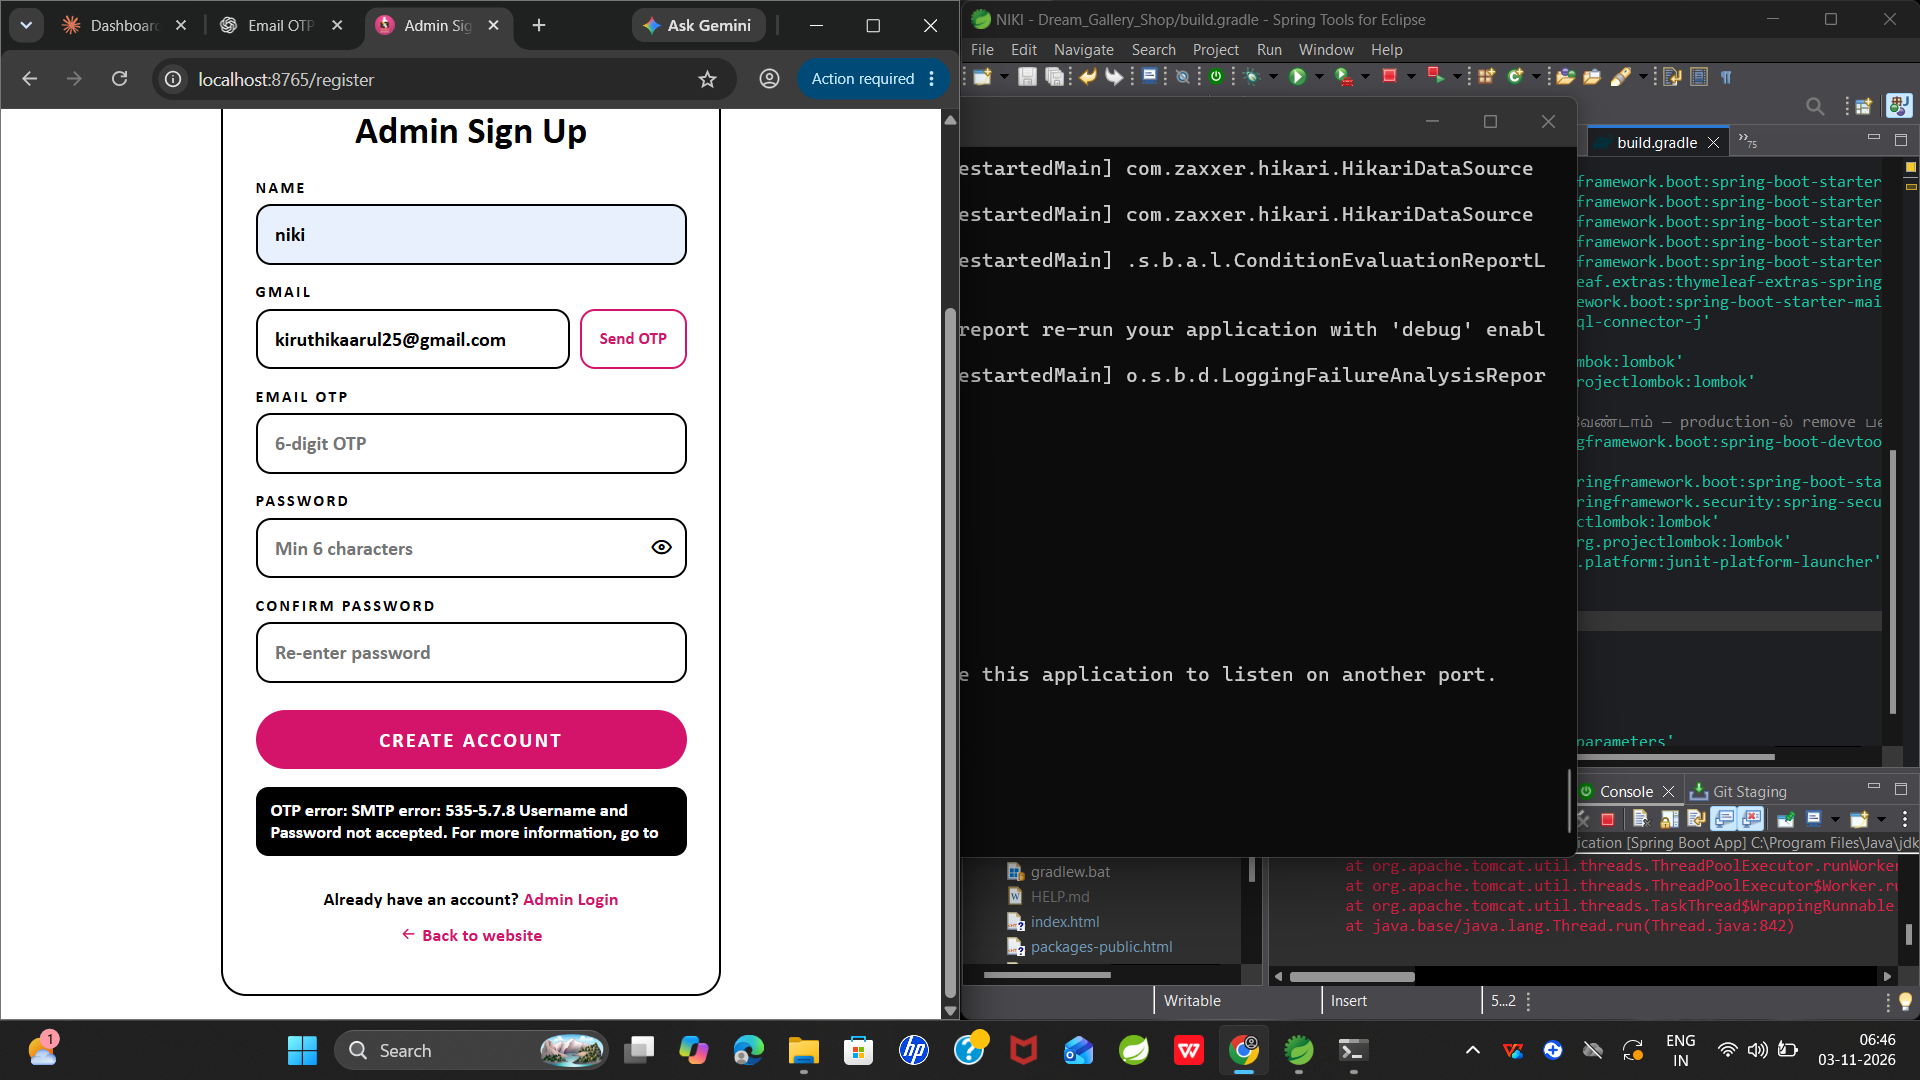 Dashboar
Email OTP
Admin Sig
Ask Gemini
localhost:8765/register
Action required
Admin Sign Up
NAME
niki
GMAIL
kiruthikaarul25@gmail.com
Send OTP
EMAIL OTP
6-digit OTP
PASSWORD
Min 6 characters
CONFIRM PASSWORD
Re-enter password
CREATE ACCOUNT
OTP error: SMTP error: 535-5.7.8 Username and
Password not accepted. For more information, go to
Already have an account? Admin Login
← Back to website
NIKI - Dream_Gallery_Shop/build.gradle - Spring Tools for Eclipse
File Edit Navigate Search Project Run Window Help
build.gradle
75
estartedMain] com.zaxxer.hikari.HikariDataSource
estartedMain] com.zaxxer.hikari.HikariDataSource
estartedMain] .s.b.a.l.ConditionEvaluationReportL
report re-run your application with 'debug' enabl
estartedMain] o.s.b.d.LoggingFailureAnalysisRepor
e this application to listen on another port.
framework.boot:spring-boot-starter
framework.boot:spring-boot-starter
framework.boot:spring-boot-starter
framework.boot:spring-boot-starter
framework.boot:spring-boot-starter
eaf.extras:thymeleaf-extras-spring
ework.boot:spring-boot-starter-mai
ql-connector-j'
mbok:lombok'
rojectlombok:lombok'
வேண்டாம் — production-ல் remove ப
gframework.boot:spring-boot-devtoo
ringframework.boot:spring-boot-sta
ringframework.security:spring-secu
ctlombok:lombok'
rg.projectlombok:lombok'
.platform:junit-platform-launcher'
parameters'
Console
Git Staging
ication [Spring Boot App] C:\Program Files\Java\jdk
at org.apache.tomcat.util.threads.ThreadPoolExecutor.runWorker
at org.apache.tomcat.util.threads.ThreadPoolExecutor$Worker.ru
at org.apache.tomcat.util.threads.TaskThread$WrappingRunnable.
at java.base/java.lang.Thread.run(Thread.java:842)
gradlew.bat
HELP.md
index.html
packages-public.html
Writable
Insert
5...2
1
Search
ENG
IN
06:46
03-11-2026